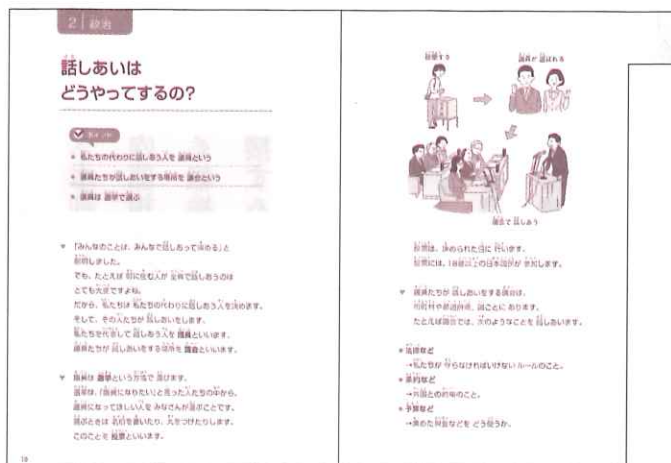 2 政治
話しあいは
どうやってするの?
ポイント
私たちの代わりに話しあう人を 議員という
議員たちが話しあいをする場所を 議会という
議員は 選挙で選ぶ
▼ 「みんなのことは、みんなで話しあって決める」と
説明しました。
でも、たとえば 町に住む人が 全員で話しあうのは
とても大変ですよね。
だから、私たちは 私たちの代わりに話しあう人を決めます。
そして、その人たちが 話しあいをします。
私たちを代表して 話しあう人を 議員といいます。
議員たちが 話しあいをする場所を 議会といいます。
▼ 議員は 選挙という方法で 選びます。
選挙は、「議員になりたい」と言った人たちの中から、
議員になってほしい人を みなさんが選ぶことです。
選ぶときは 名前を書いたり、丸をつけたりします。
このことを 投票といいます。
18
投票する
議員が 選ばれる
議会で 話しあう
投票は、決められた日に 行います。
投票には、18歳以上の日本国民が 参加します。
▼ 議員たちが 話しあいをする議会は、
市町村や都道府県、国ごとに あります。
たとえば国会では、次のようなことを 話しあいます。
● 法律など
→私たちが 守らなければいけない ルールのこと。
● 条約など
→外国との約束のこと。
● 予算など
→集めた税金などを どう使うか。